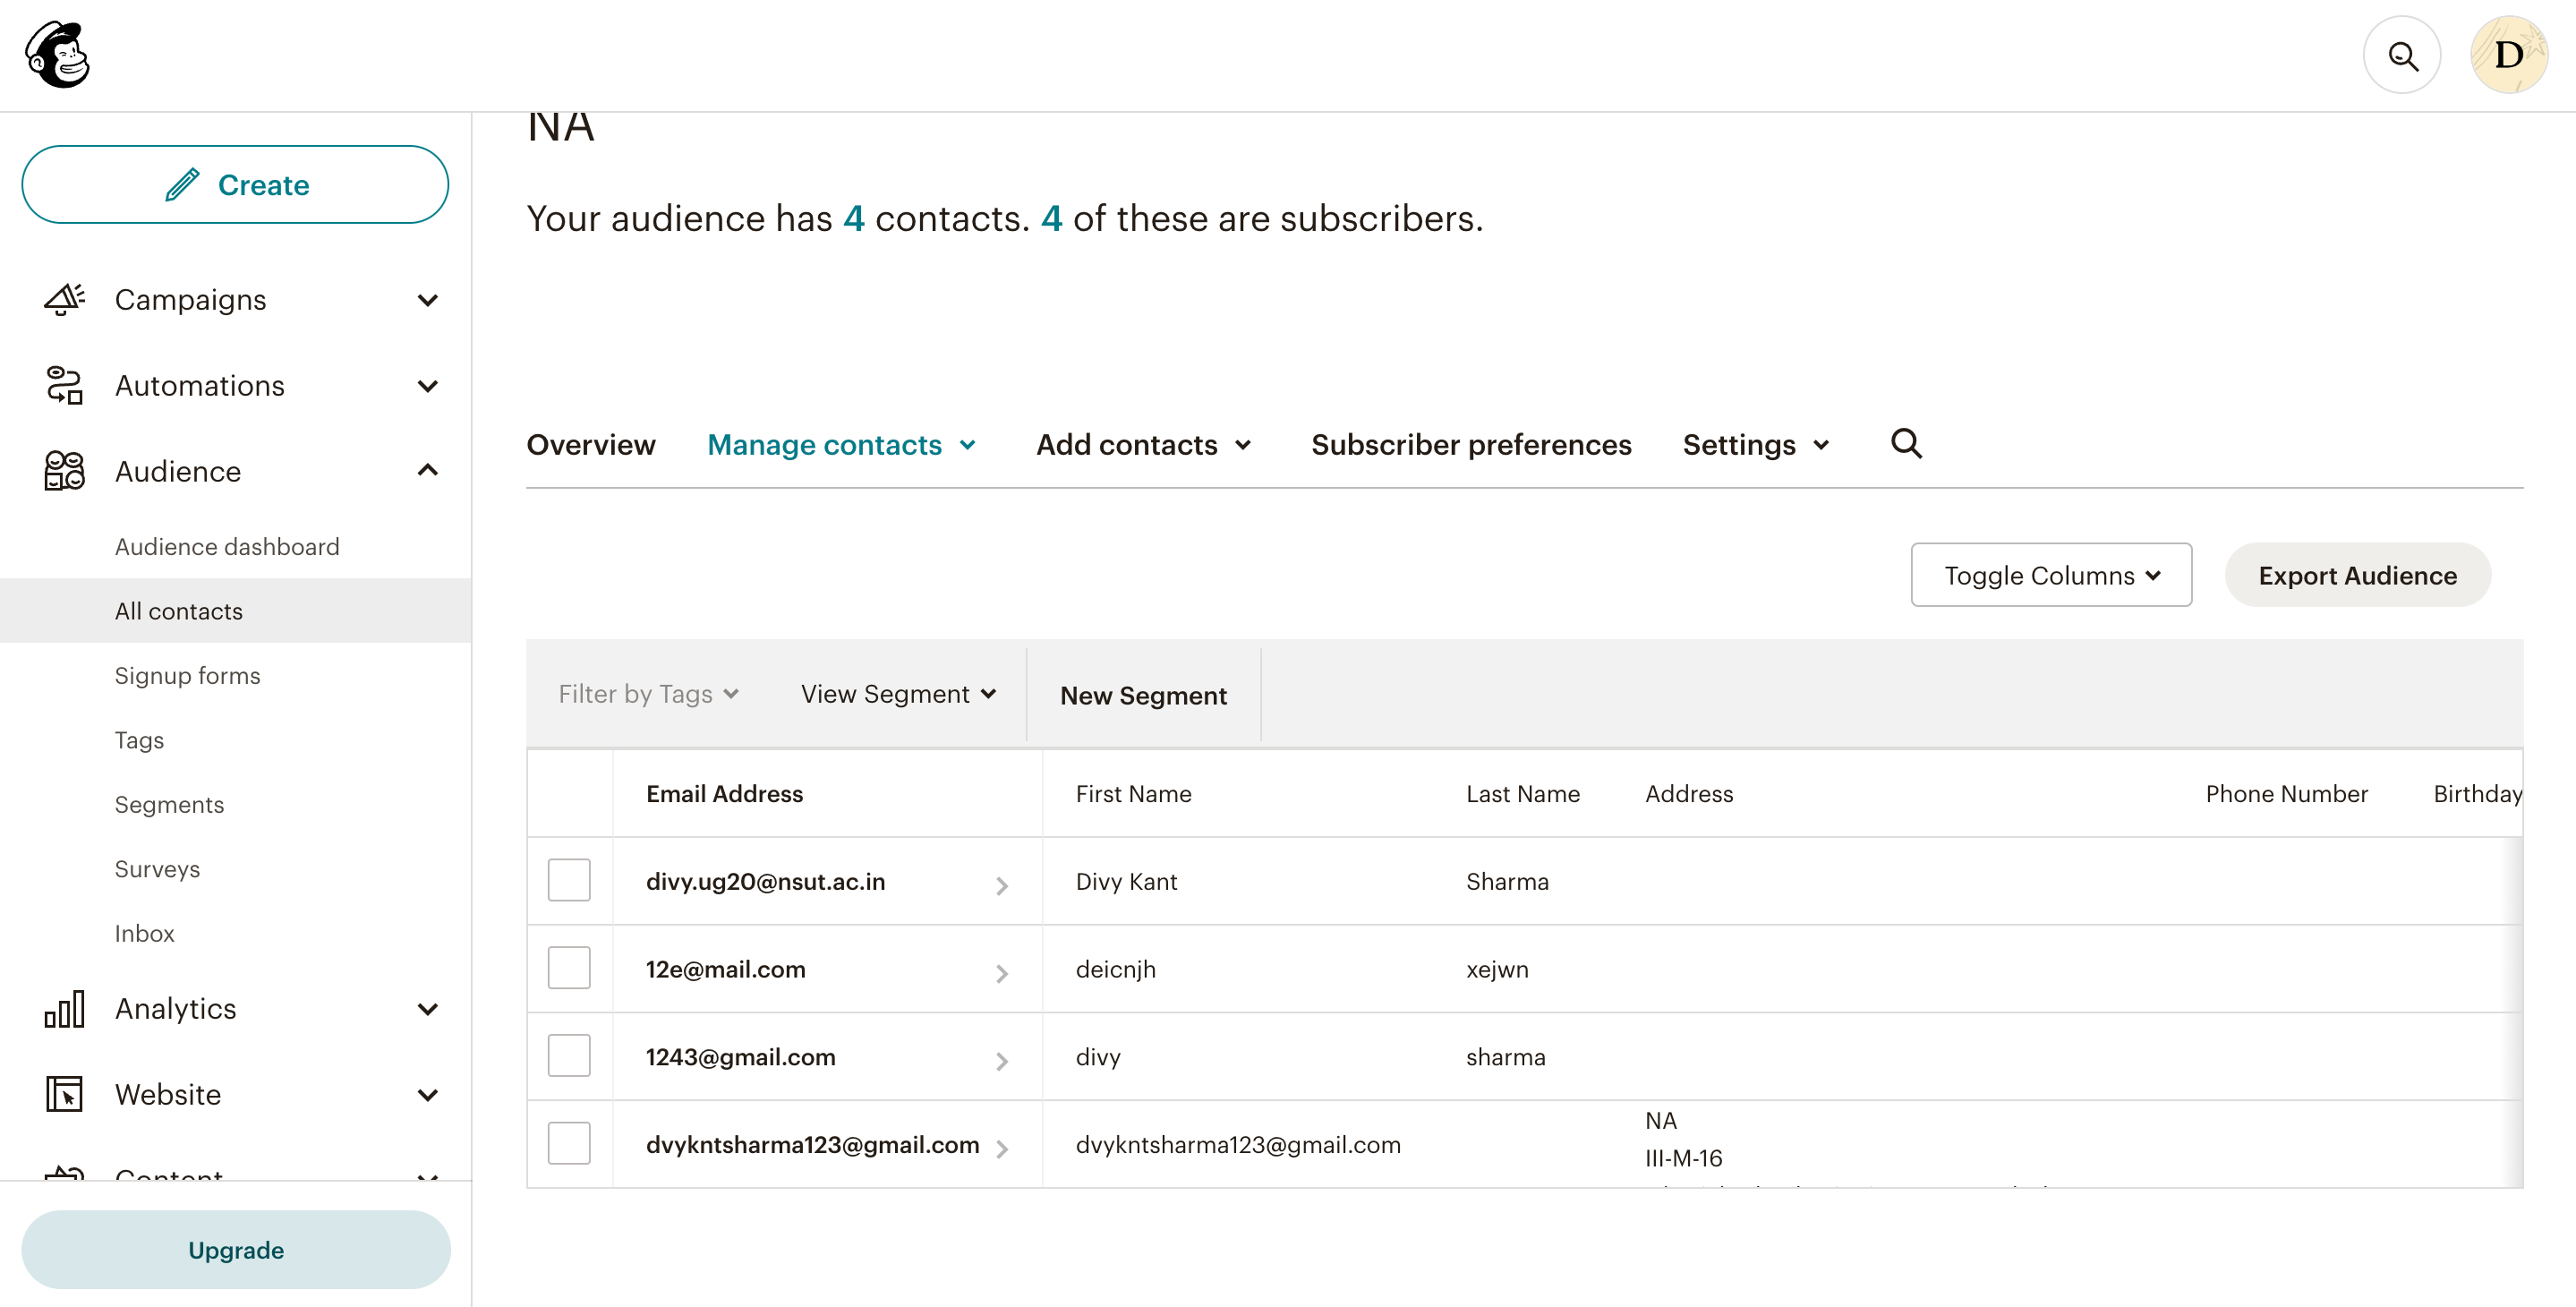 D
NA
Create
Your audience has 4 contacts. 4 of these are subscribers.
Campaigns
Automations
Audience
Audience dashboard
All contacts
Signup forms
Tags
Segments
Surveys
Inbox
Analytics
Website
Content
Upgrade
Overview Manage contacts Add contacts Subscriber preferences Settings
Toggle Columns Export Audience
Filter by Tags View Segment New Segment
Email Address First Name Last Name Address Phone Number Birthday
divy.ug20@nsut.ac.in Divy Kant Sharma
12e@mail.com deicnjh xejwn
1243@gmail.com divy sharma
dvykntsharma123@gmail.com dvykntsharma123@gmail.com NA
III-M-16